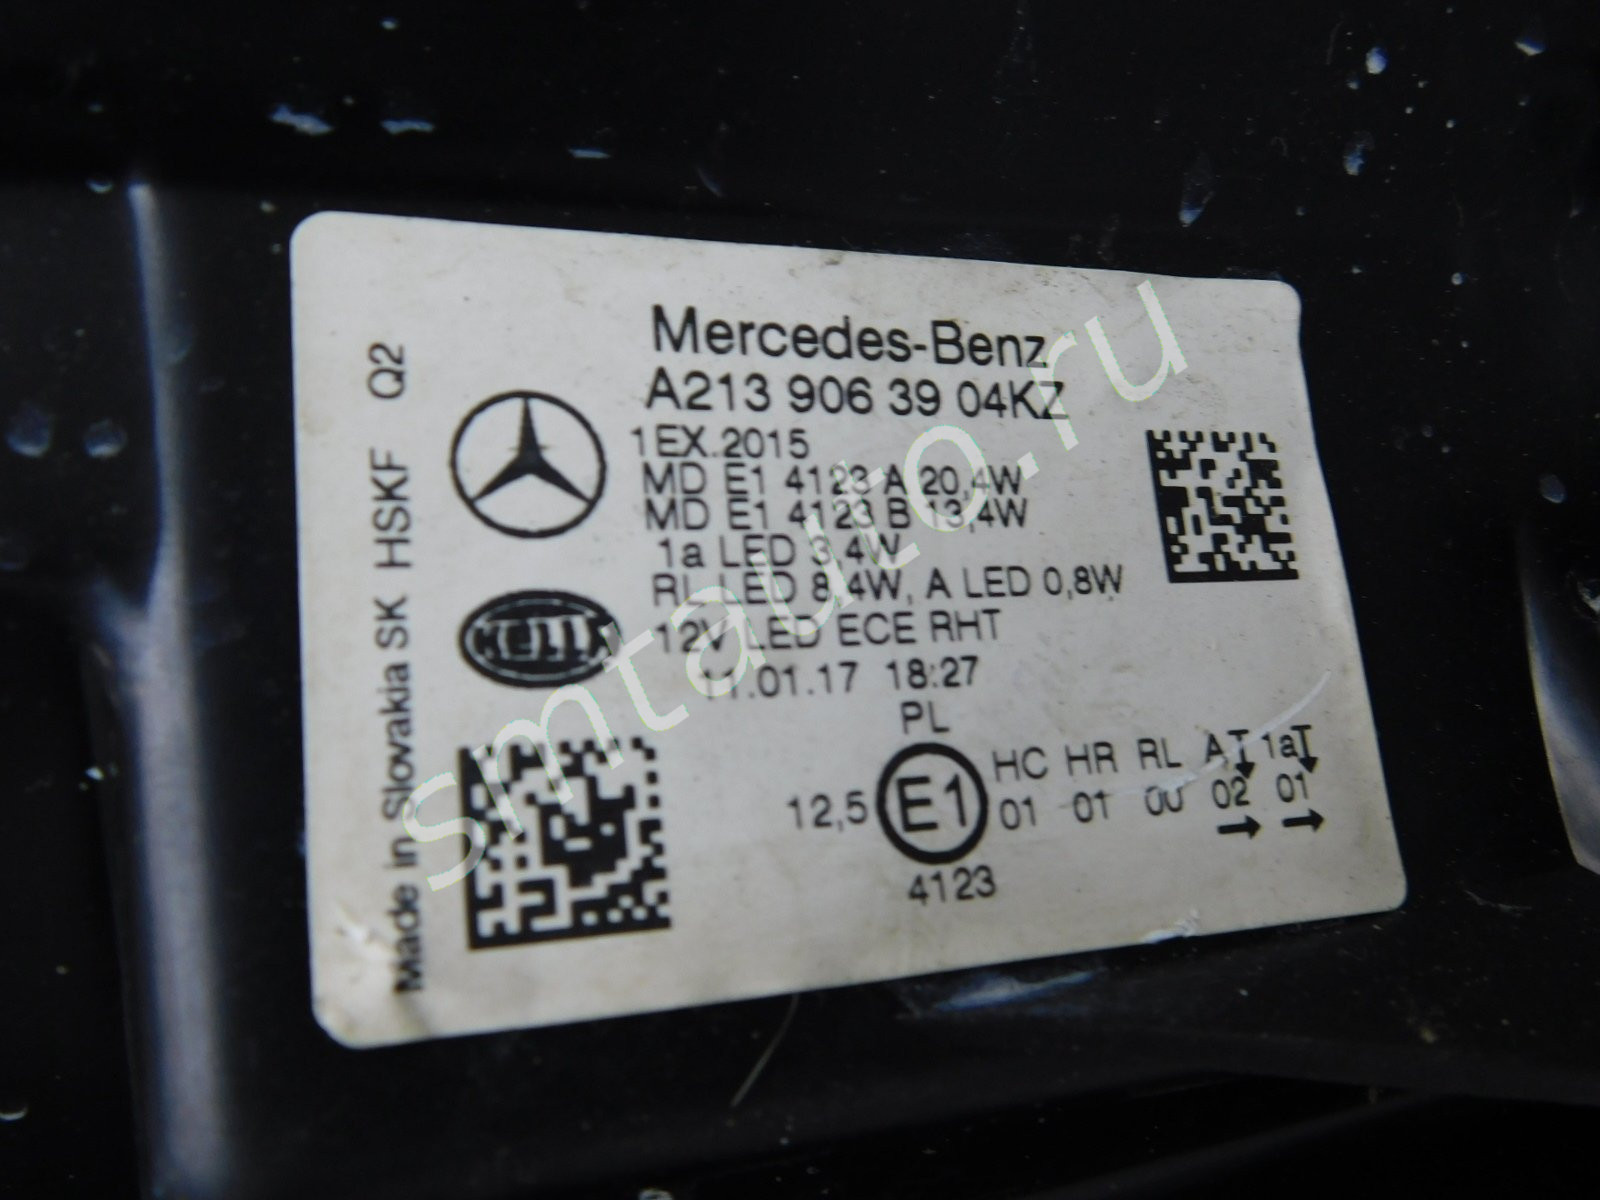 Mercedes-Benz
A213 906 39 04KZ
1EX.2015
MD E1 4123 A 20,4W
MD E1 4123 B 13,4W
1a LED 3,4W
RL LED 8,4W, A LED 0,8W
12V LED ECE RHT
11.01.17 18:27
PL
HC HR RL AT 1aT
12,5 E1 01 01 00 02 01
4123
HELLA
Made in Slovakia SK HSKF Q2
smtauto.ru